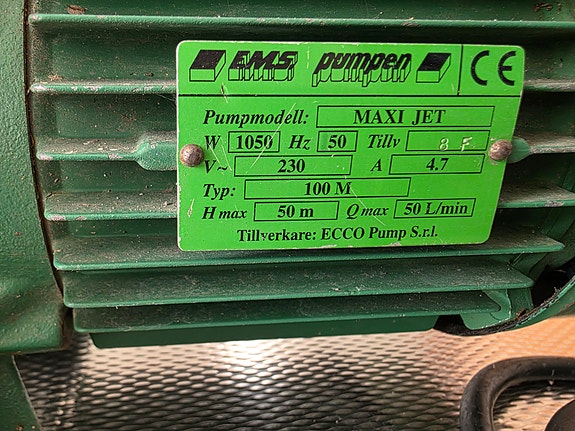 EMS pumpen CE
Pumpmodell: MAXI JET
W 1050 Hz 50 Tillv 8 F
V~ 230 A 4.7
Typ: 100 M
H max 50 m Q max 50 L/min
Tillverkare: ECCO Pump S.r.l.